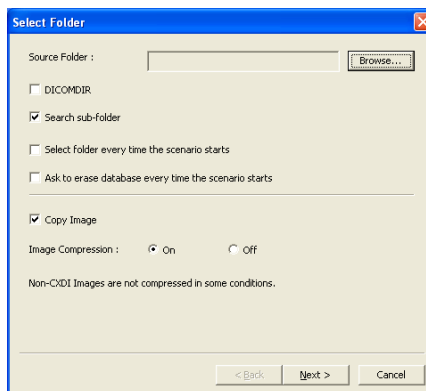 Select Folder
Source Folder :
Browse...
DICOMDIR
Search sub-folder
Select folder every time the scenario starts
Ask to erase database every time the scenario starts
Copy Image
Image Compression : On Off
Non-CXDI Images are not compressed in some conditions.
< Back Next > Cancel